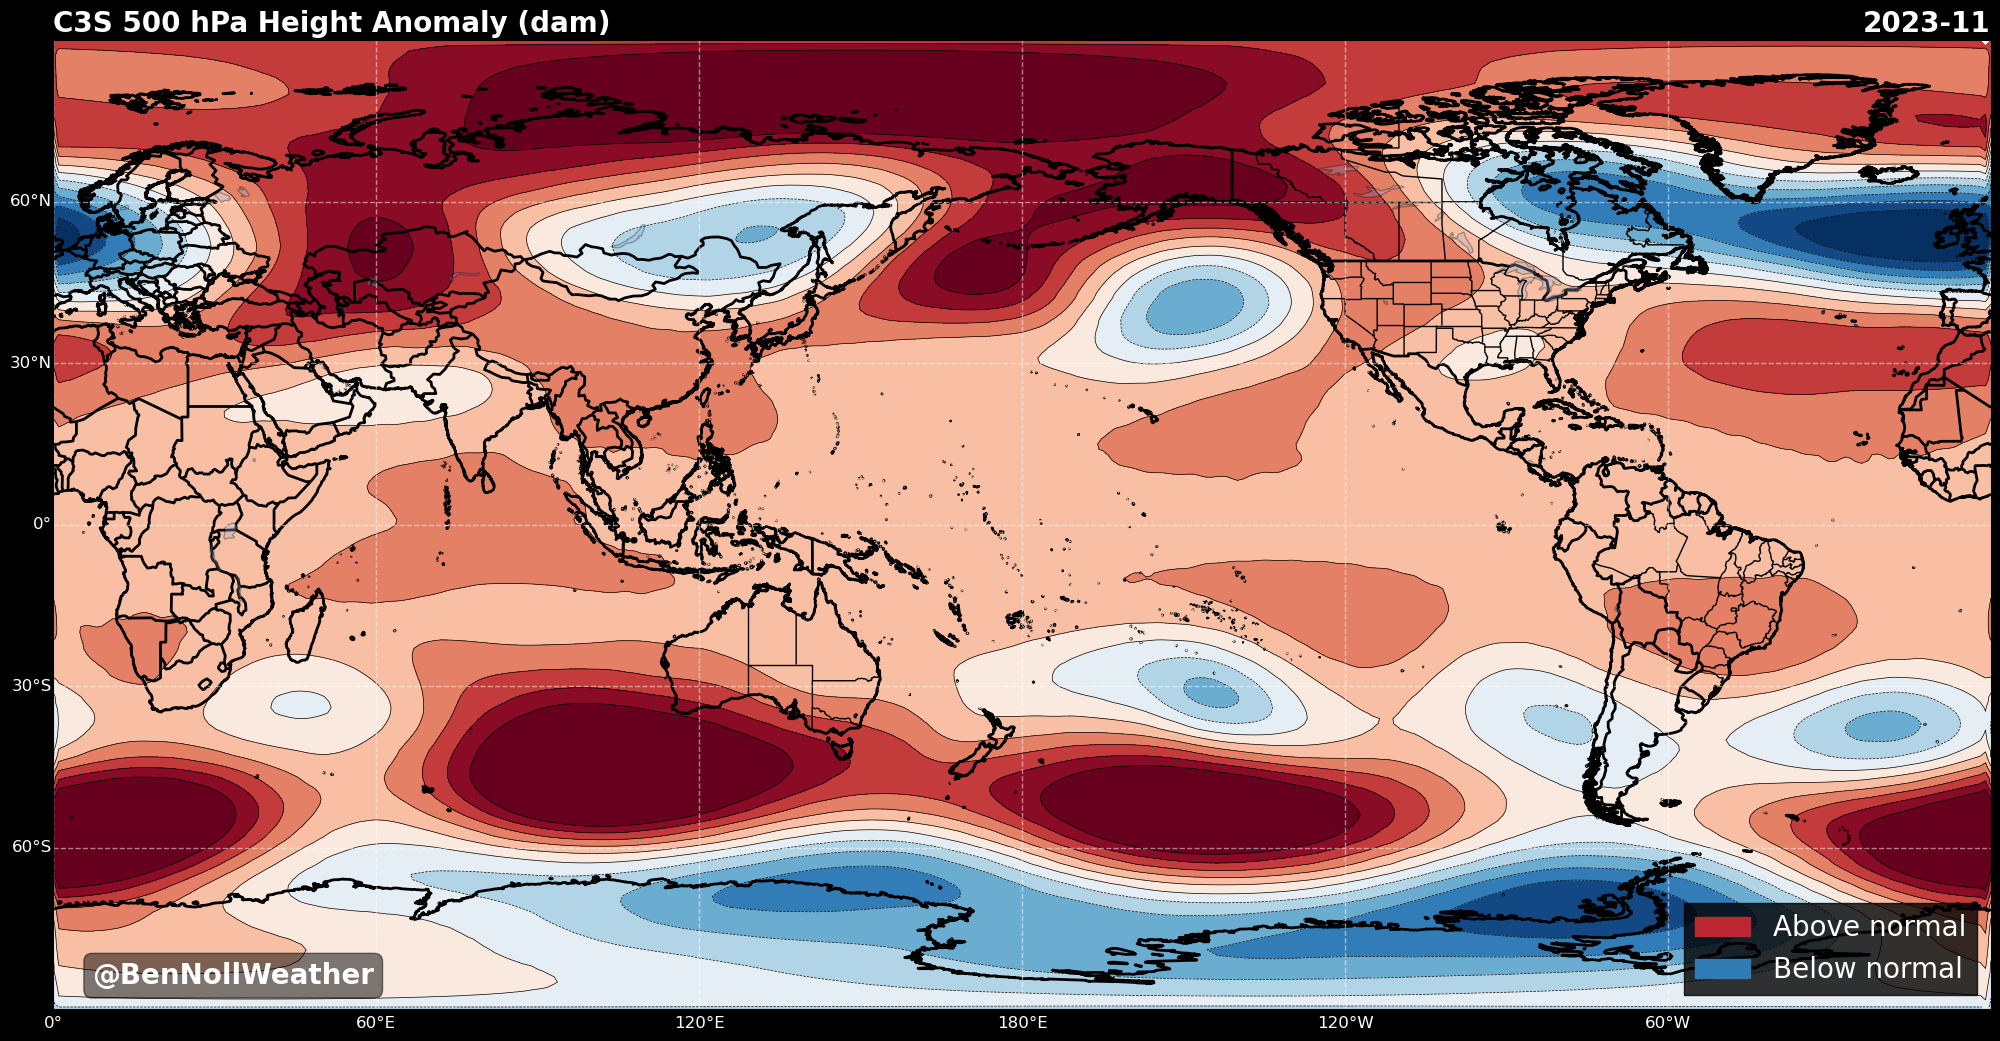 C3S 500 hPa Height Anomaly (dam)
2023-11
60°N
30°N
0°
30°S
60°S
0°
60°E
120°E
180°E
120°W
60°W
Above normal
Below normal
@BenNollWeather